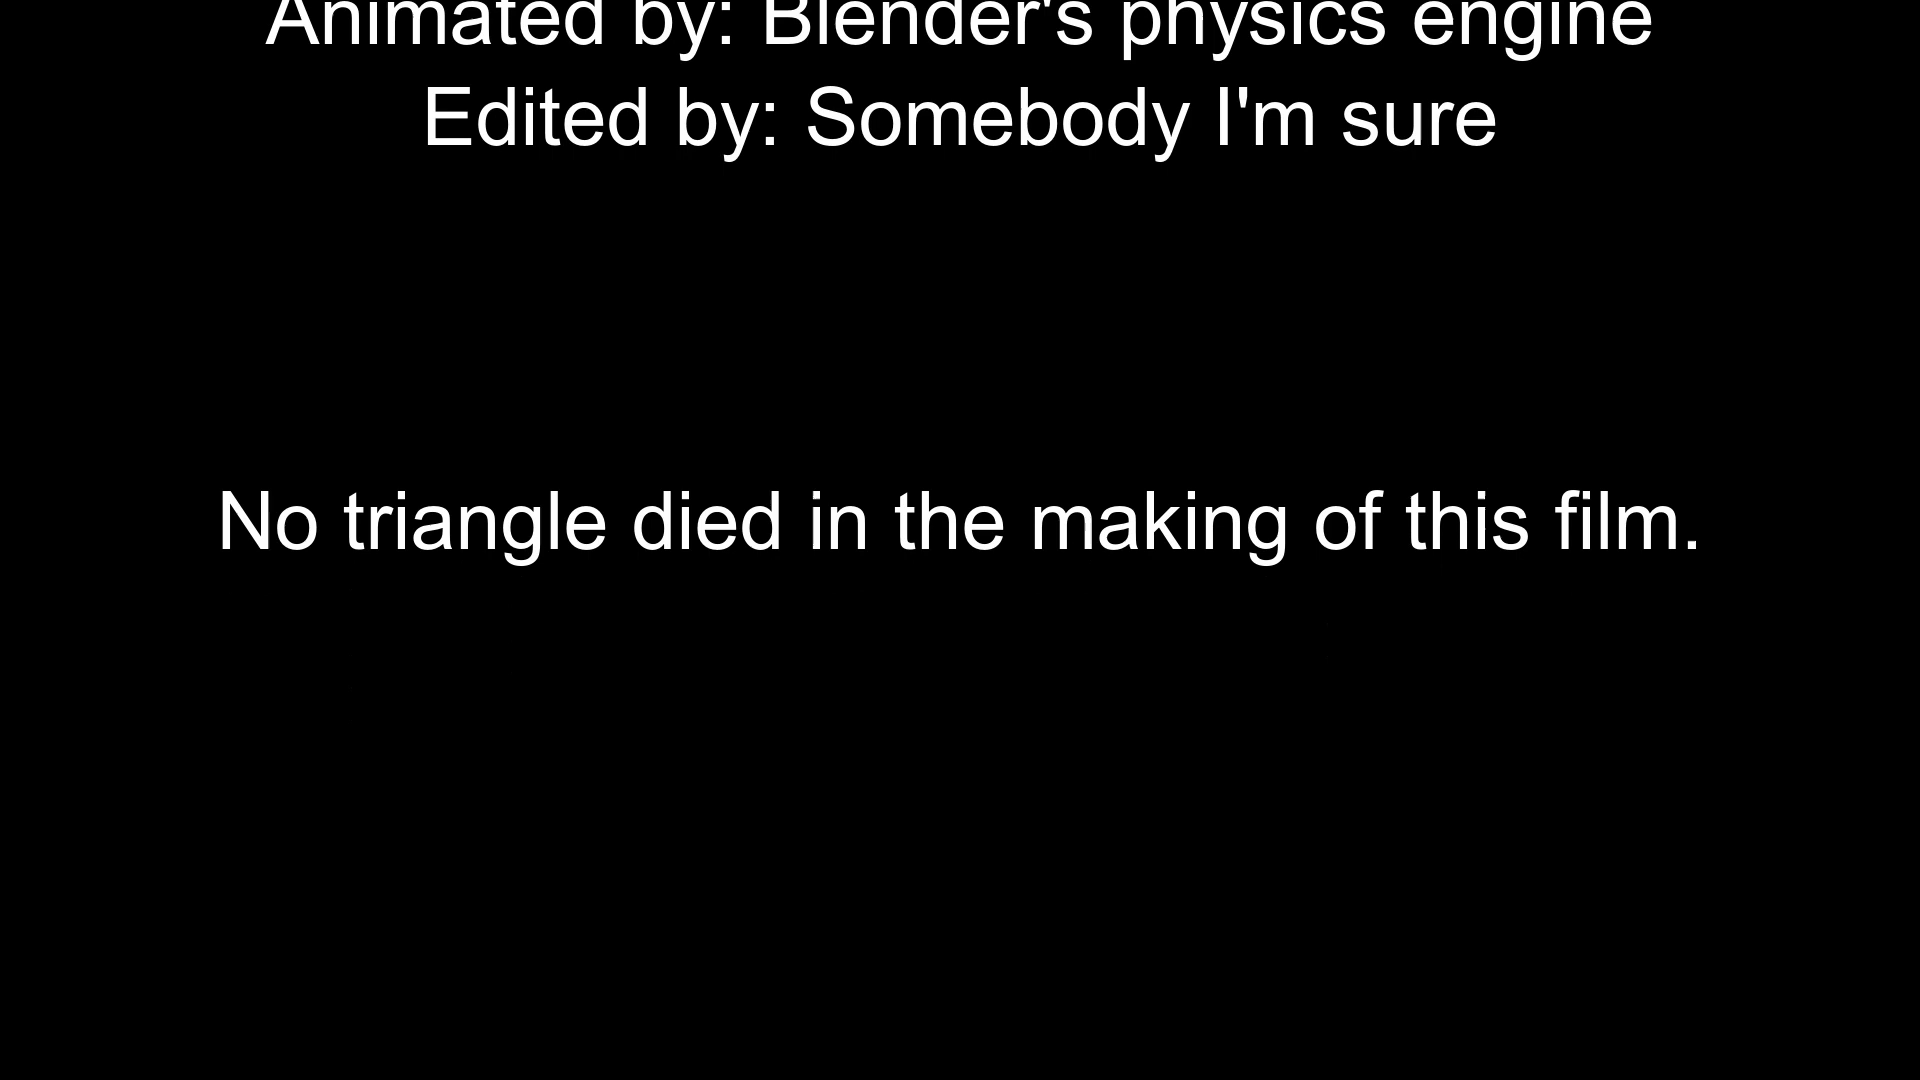 Animated by: Blender's physics engine
Edited by: Somebody I'm sure
No triangle died in the making of this film.